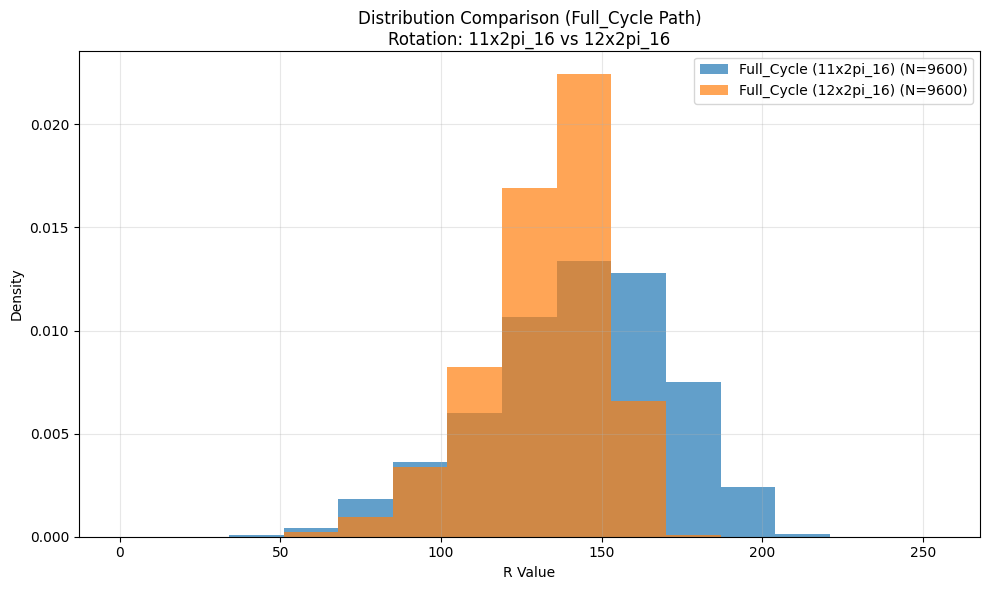 Distribution Comparison (Full_Cycle Path)
Rotation: 11x2pi_16 vs 12x2pi_16
Full_Cycle (11x2pi_16) (N=9600)
Full_Cycle (12x2pi_16) (N=9600)
Density
0.020
0.015
0.010
0.005
0.000
0 50 100 150 200 250
R Value